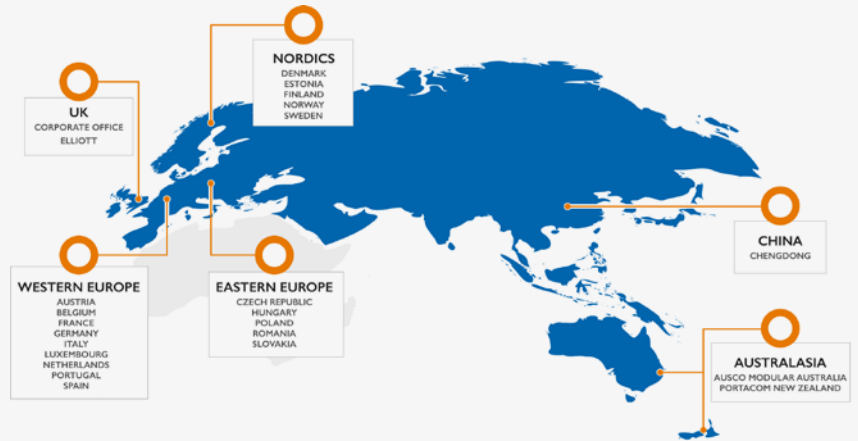 NORDICS
DENMARK
ESTONIA
FINLAND
NORWAY
SWEDEN
UK
CORPORATE OFFICE
ELLIOTT
WESTERN EUROPE
AUSTRIA
BELGIUM
FRANCE
GERMANY
ITALY
LUXEMBOURG
NETHERLANDS
PORTUGAL
SPAIN
EASTERN EUROPE
CZECH REPUBLIC
HUNGARY
POLAND
ROMANIA
SLOVAKIA
CHINA
CHENGDONG
AUSTRALASIA
AUSCO MODULAR AUSTRALIA
PORTACOM NEW ZEALAND